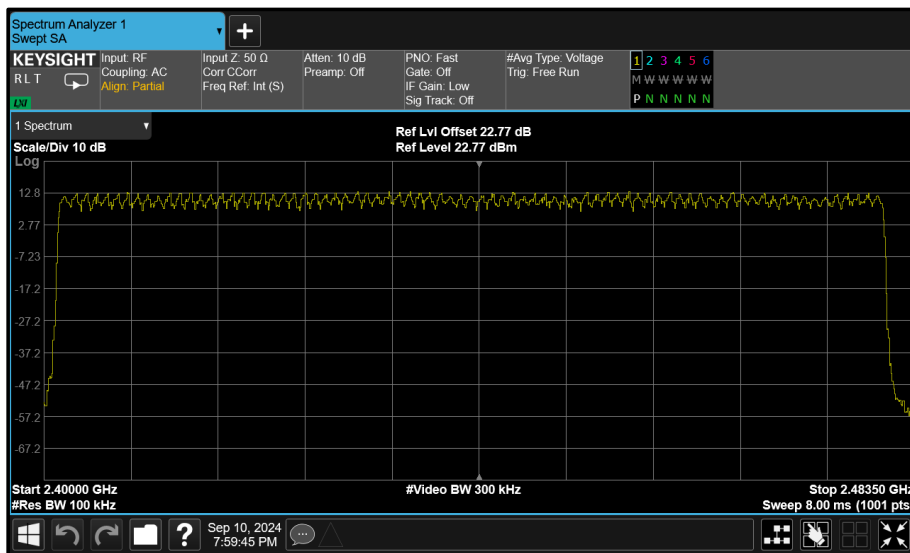 Spectrum Analyzer 1
Swept SA
+
KEYSIGHT
R L T
LXI
Input: RF
Coupling: AC
Align: Partial
Input Z: 50 Ω
Corr CCorr
Freq Ref: Int (S)
Atten: 10 dB
Preamp: Off
PNO: Fast
Gate: Off
IF Gain: Low
Sig Track: Off
#Avg Type: Voltage
Trig: Free Run
1 2 3 4 5 6
M W W W W W
P N N N N N
1 Spectrum
Scale/Div 10 dB
Ref Lvl Offset 22.77 dB
Ref Level 22.77 dBm
Log
12.8
2.77
-7.23
-17.2
-27.2
-37.2
-47.2
-57.2
-67.2
Start 2.40000 GHz
#Res BW 100 kHz
#Video BW 300 kHz
Stop 2.48350 GHz
Sweep 8.00 ms (1001 pts
?
Sep 10, 2024
7:59:45 PM